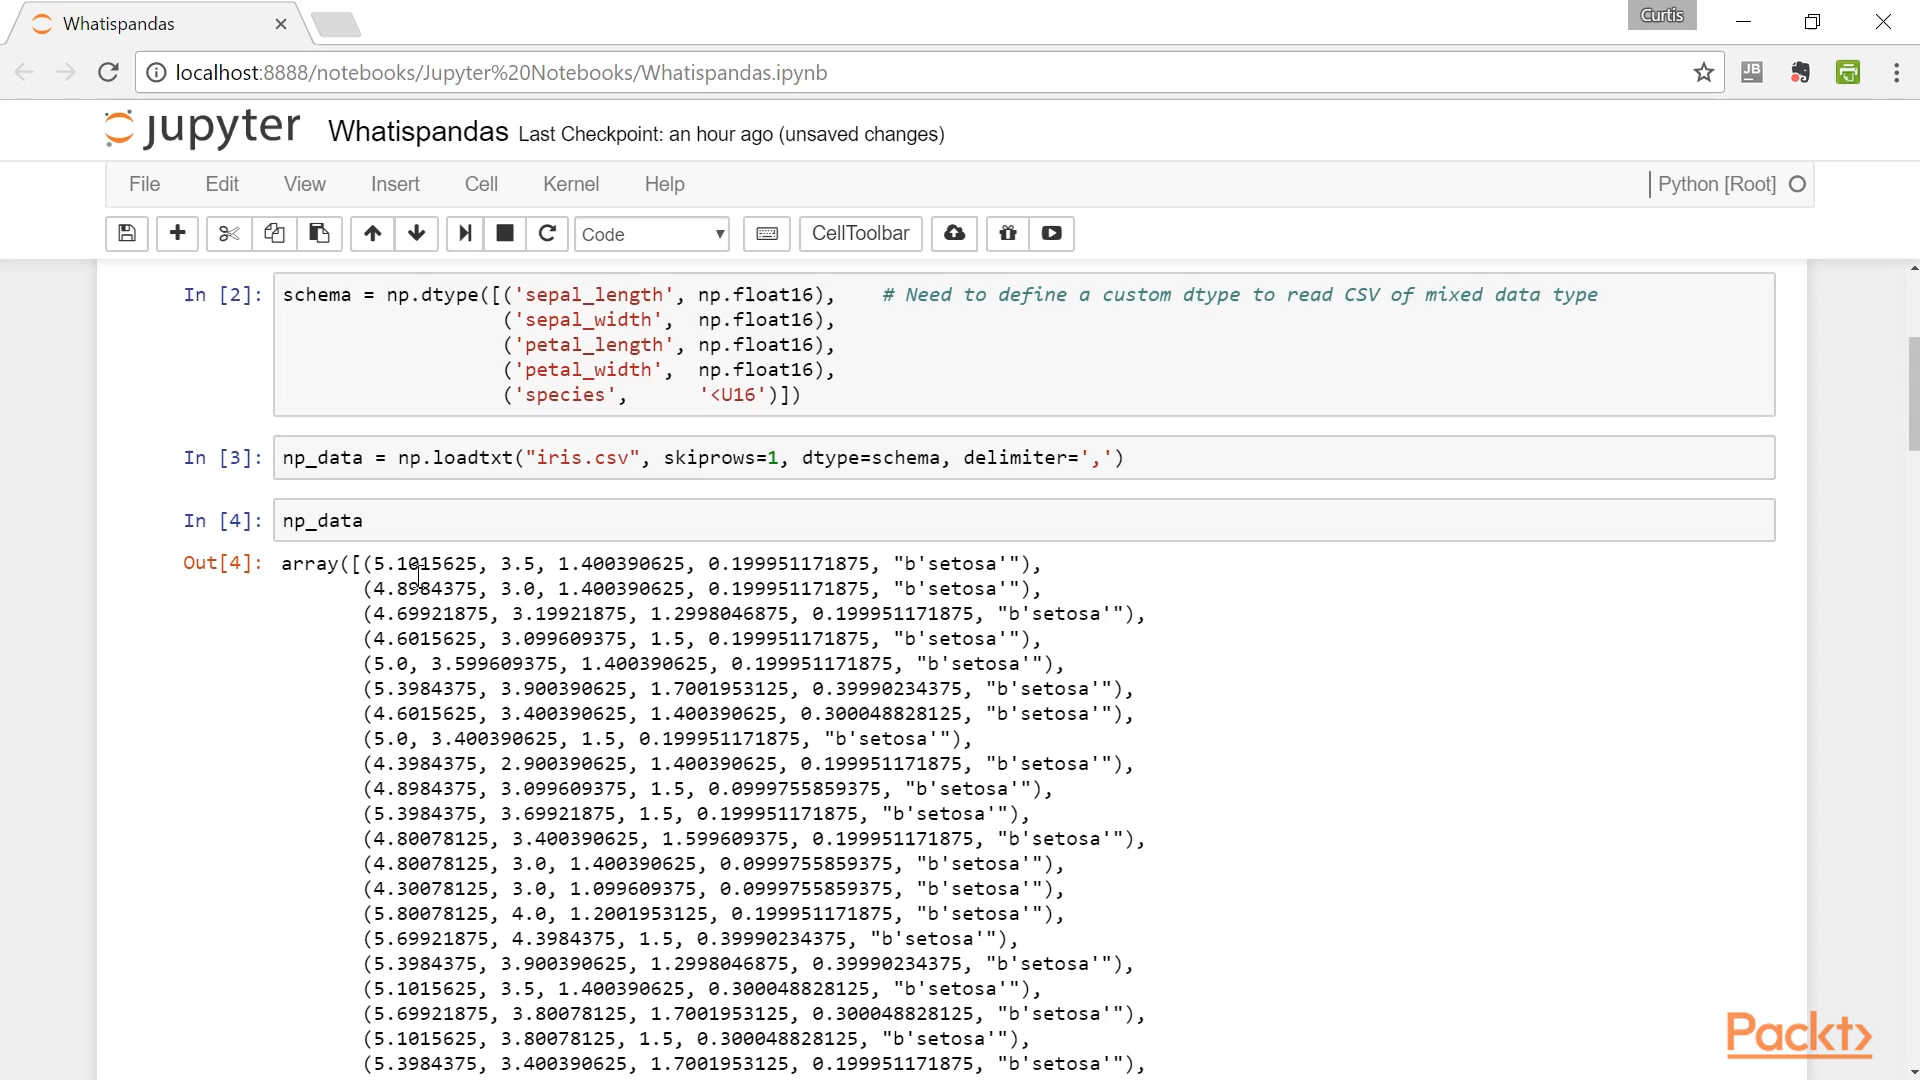 Whatispandas
Curtis
localhost:8888/notebooks/Jupyter%20Notebooks/Whatispandas.ipynb
JB
jupyter Whatispandas Last Checkpoint: an hour ago (unsaved changes)
File Edit View Insert Cell Kernel Help Python [Root]
Code CellToolbar
In [2]: schema = np.dtype([('sepal_length', np.float16), # Need to define a custom dtype to read CSV of mixed data type
('sepal_width', np.float16),
('petal_length', np.float16),
('petal_width', np.float16),
('species', '<U16')])
In [3]: np_data = np.loadtxt("iris.csv", skiprows=1, dtype=schema, delimiter=',')
In [4]: np_data
Out[4]: array([(5.1015625, 3.5, 1.400390625, 0.199951171875, "b'setosa'"),
(4.8984375, 3.0, 1.400390625, 0.199951171875, "b'setosa'"),
(4.69921875, 3.19921875, 1.2998046875, 0.199951171875, "b'setosa'"),
(4.6015625, 3.099609375, 1.5, 0.199951171875, "b'setosa'"),
(5.0, 3.599609375, 1.400390625, 0.199951171875, "b'setosa'"),
(5.3984375, 3.900390625, 1.7001953125, 0.39990234375, "b'setosa'"),
(4.6015625, 3.400390625, 1.400390625, 0.300048828125, "b'setosa'"),
(5.0, 3.400390625, 1.5, 0.199951171875, "b'setosa'"),
(4.3984375, 2.900390625, 1.400390625, 0.199951171875, "b'setosa'"),
(4.8984375, 3.099609375, 1.5, 0.0999755859375, "b'setosa'"),
(5.3984375, 3.69921875, 1.5, 0.199951171875, "b'setosa'"),
(4.80078125, 3.400390625, 1.599609375, 0.199951171875, "b'setosa'"),
(4.80078125, 3.0, 1.400390625, 0.0999755859375, "b'setosa'"),
(4.30078125, 3.0, 1.099609375, 0.0999755859375, "b'setosa'"),
(5.80078125, 4.0, 1.2001953125, 0.199951171875, "b'setosa'"),
(5.69921875, 4.3984375, 1.5, 0.39990234375, "b'setosa'"),
(5.3984375, 3.900390625, 1.2998046875, 0.39990234375, "b'setosa'"),
(5.1015625, 3.5, 1.400390625, 0.300048828125, "b'setosa'"),
(5.69921875, 3.80078125, 1.7001953125, 0.300048828125, "b'setosa'"),
(5.1015625, 3.80078125, 1.5, 0.300048828125, "b'setosa'"),
(5.3984375, 3.400390625, 1.7001953125, 0.199951171875, "b'setosa'"),
Packt>